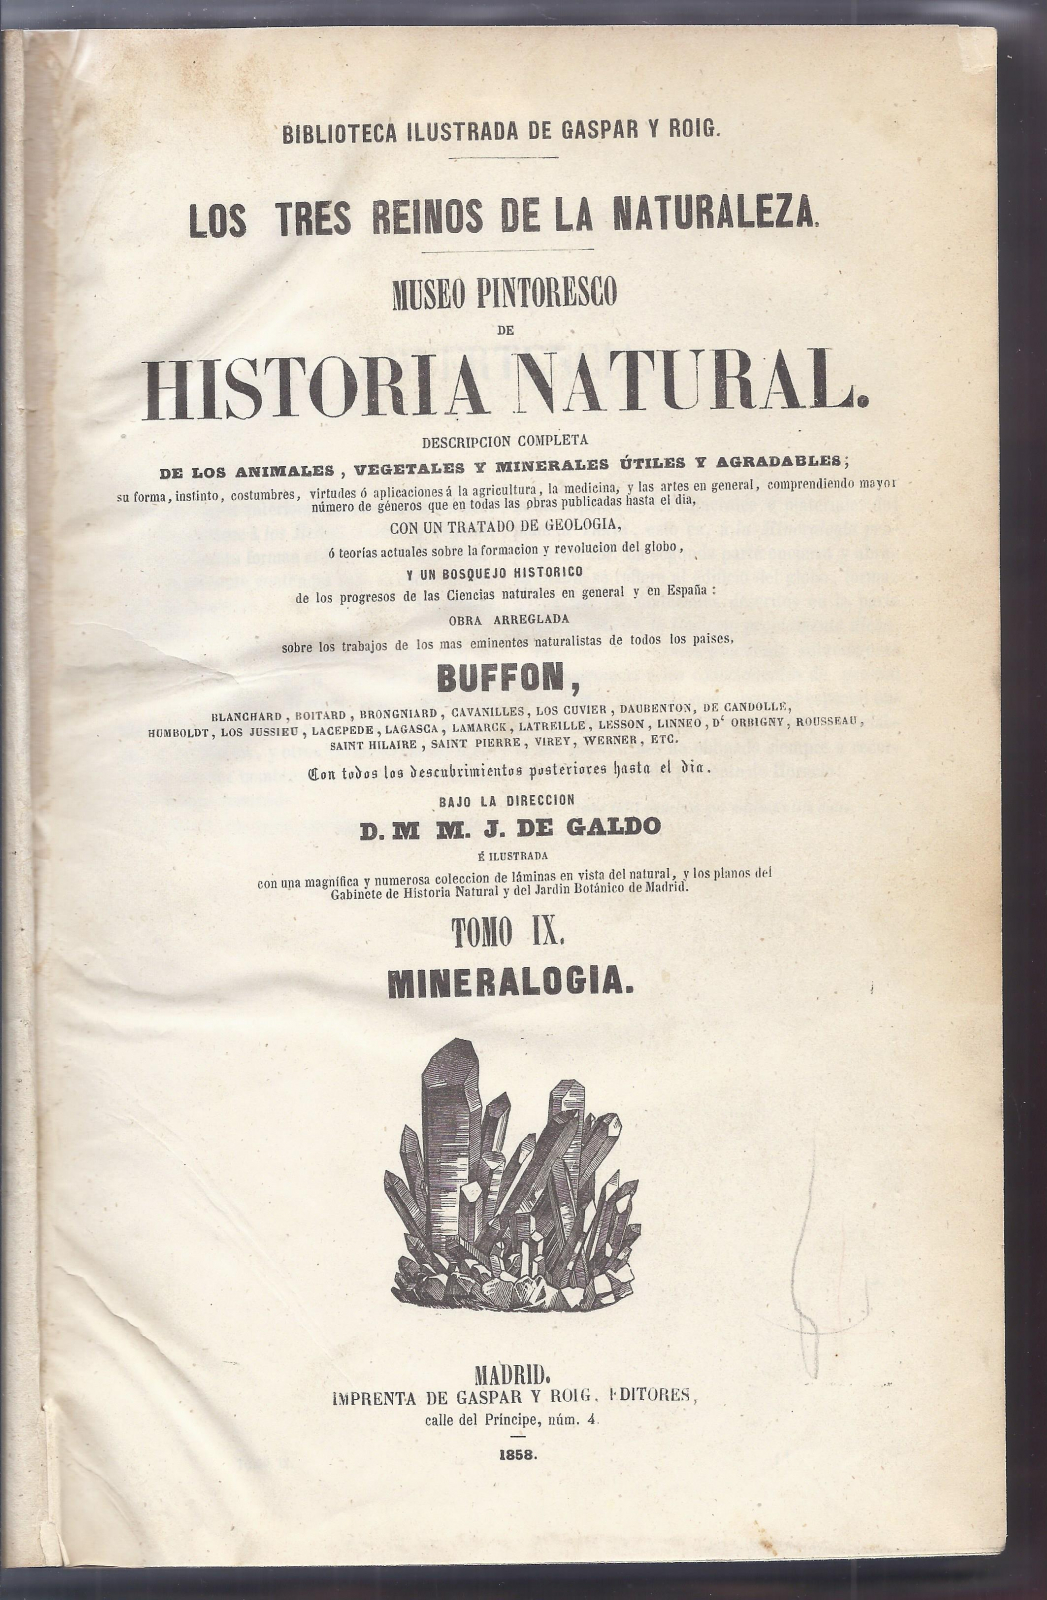 BIBLIOTECA ILUSTRADA DE GASPAR Y ROIG.
LOS TRES REINOS DE LA NATURALEZA.
MUSEO PINTORESCO
DE
HISTORIA NATURAL.
DESCRIPCION COMPLETA
DE LOS ANIMALES, VEGETALES Y MINERALES ÚTILES Y AGRADABLES;
su forma, instinto, costumbres, virtudes ó aplicaciones á la agricultura, la medicina, y las artes en general, comprendiendo mayor
número de géneros que en todas las obras publicadas hasta el dia,
CON UN TRATADO DE GEOLOGIA,
ó teorías actuales sobre la formacion y revolucion del globo,
Y UN BOSQUEJO HISTORICO
de los progresos de las Ciencias naturales en general y en España:
OBRA ARREGLADA
sobre los trabajos de los mas eminentes naturalistas de todos los paises,
BUFFON,
BLANCHARD, BOITARD, BRONGNIARD, CAVANILLES, LOS CUVIER, DAUBENTON, DE CANDOLLE,
HUMBOLDT, LOS JUSSIEU, LACEPEDE, LAGASCA, LAMARCK, LATREILLE, LESSON, LINNEO, D' ORBIGNY, ROUSSEAU,
SAINT HILAIRE, SAINT PIERRE, VIREY, WERNER, ETC.
Con todos los descubrimientos posteriores hasta el dia.
BAJO LA DIRECCION
D. M M. J. DE GALDO
É ILUSTRADA
con una magnífica y numerosa coleccion de láminas en vista del natural, y los planos del
Gabinete de Historia Natural y del Jardin Botánico de Madrid.
TOMO IX.
MINERALOGIA.
MADRID.
IMPRENTA DE GASPAR Y ROIG, EDITORES,
calle del Príncipe, núm. 4
1858.